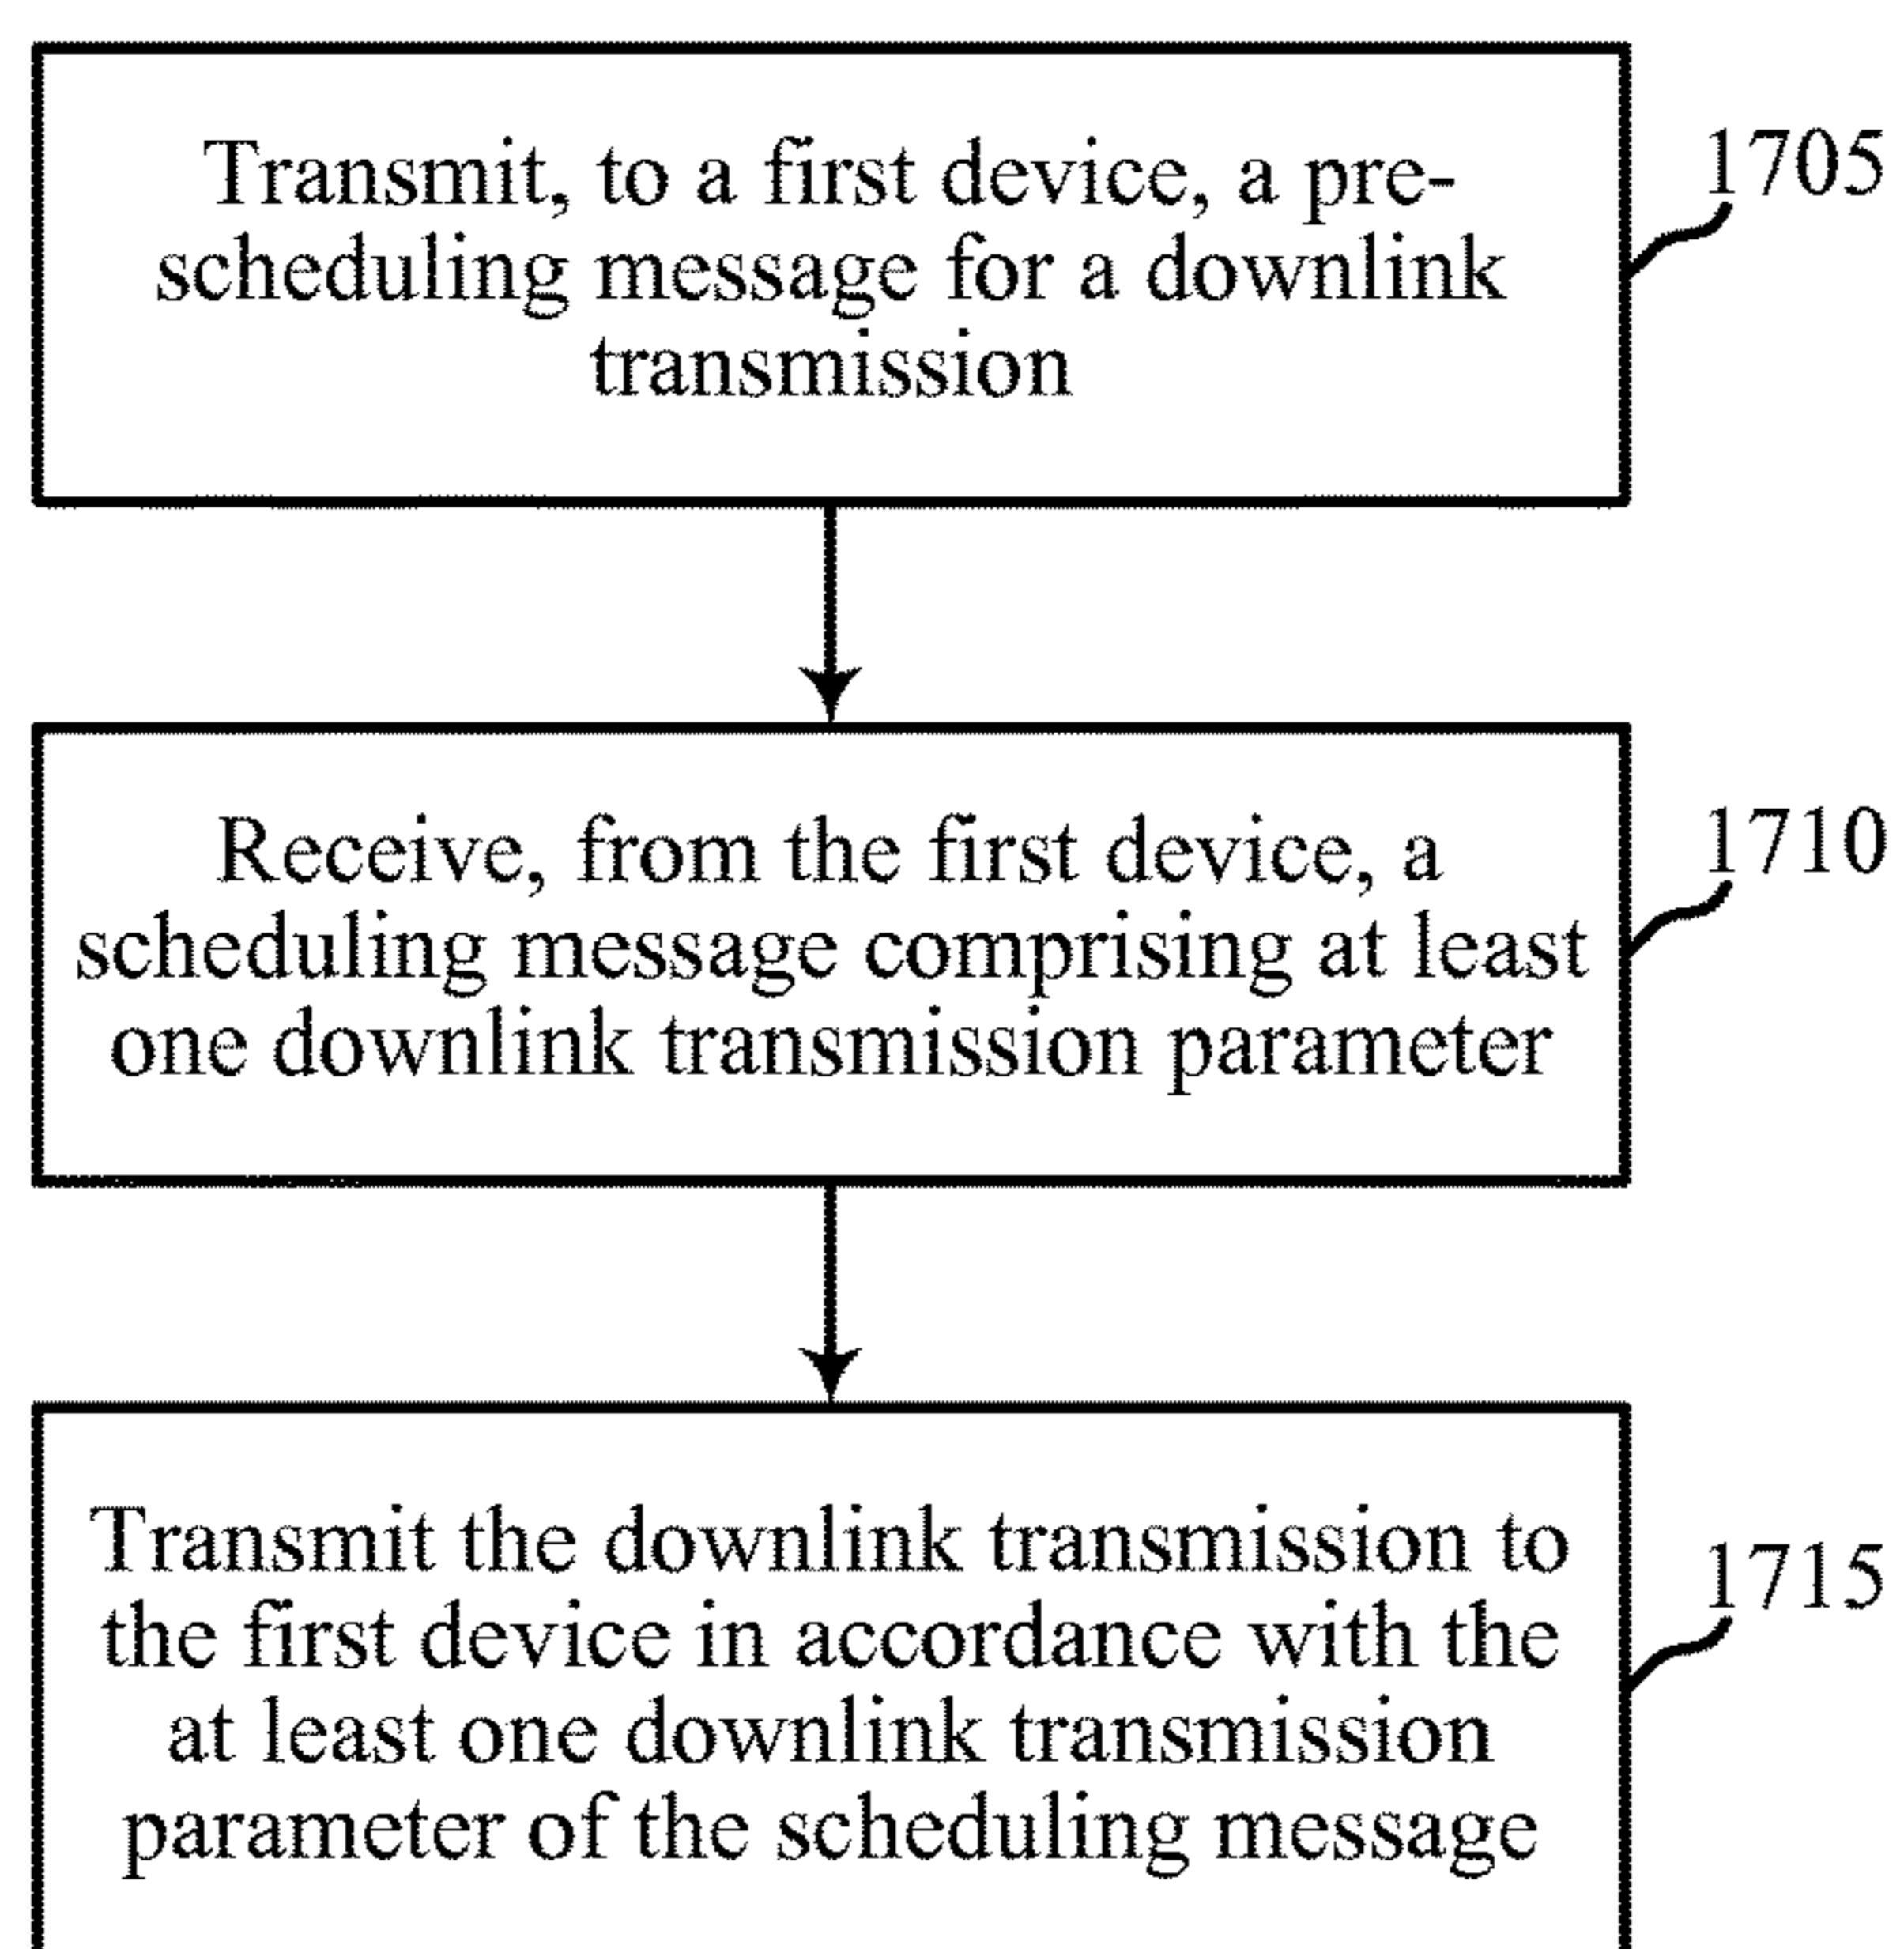 Transmit, to a first device, a pre-
scheduling message for a downlink
transmission
1705
Receive, from the first device, a
scheduling message comprising at least
one downlink transmission parameter
1710
Transmit the downlink transmission to
the first device in accordance with the
at least one downlink transmission
parameter of the scheduling message
1715